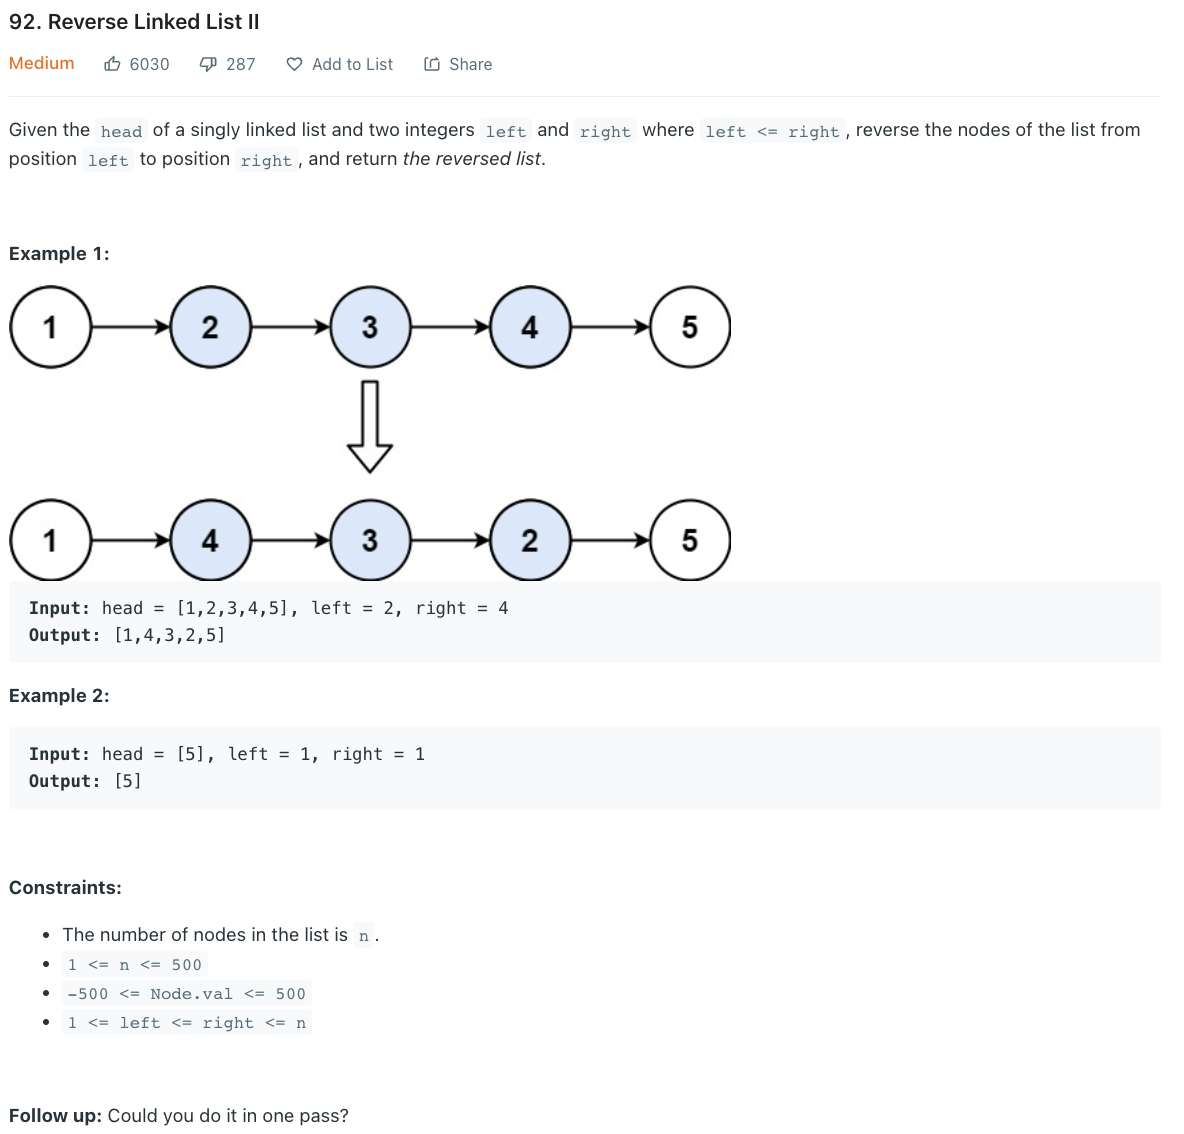 92. Reverse Linked List II
Medium 6030 287 Add to List Share
Given the head of a singly linked list and two integers left and right where left <= right, reverse the nodes of the list from
position left to position right, and return the reversed list.
Example 1:
1 2 3 4 5
1 4 3 2 5
Input: head = [1,2,3,4,5], left = 2, right = 4
Output: [1,4,3,2,5]
Example 2:
Input: head = [5], left = 1, right = 1
Output: [5]
Constraints:
• The number of nodes in the list is n.
• 1 <= n <= 500
• -500 <= Node.val <= 500
• 1 <= left <= right <= n
Follow up: Could you do it in one pass?